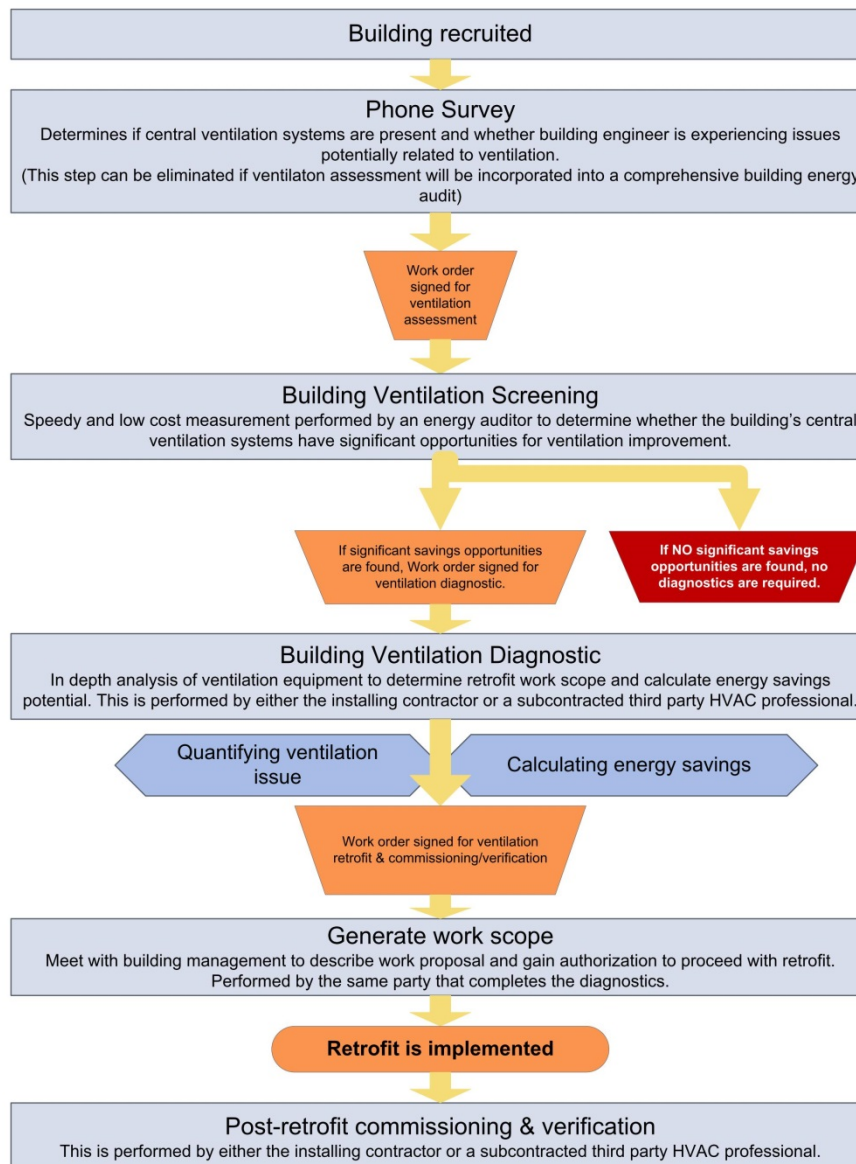 Building recruited
Phone Survey
Determines if central ventilation systems are present and whether building engineer is experiencing issues
potentially related to ventilation.
(This step can be eliminated if ventilaton assessment will be incorporated into a comprehensive building energy
audit)
Work order
signed for
ventilation
assessment
Building Ventilation Screening
Speedy and low cost measurement performed by an energy auditor to determine whether the building's central
ventilation systems have significant opportunities for ventilation improvement.
If significant savings opportunities
are found, Work order signed for
ventilation diagnostic.
If NO significant savings
opportunities are found, no
diagnostics are required.
Building Ventilation Diagnostic
In depth analysis of ventilation equipment to determine retrofit work scope and calculate energy savings
potential. This is performed by either the installing contractor or a subcontracted third party HVAC professional.
Quantifying ventilation
issue
Calculating energy savings
Work order signed for ventilation
retrofit & commissioning/verification
Generate work scope
Meet with building management to describe work proposal and gain authorization to proceed with retrofit.
Performed by the same party that completes the diagnostics.
Retrofit is implemented
Post-retrofit commissioning & verification
This is performed by either the installing contractor or a subcontracted third party HVAC professional.